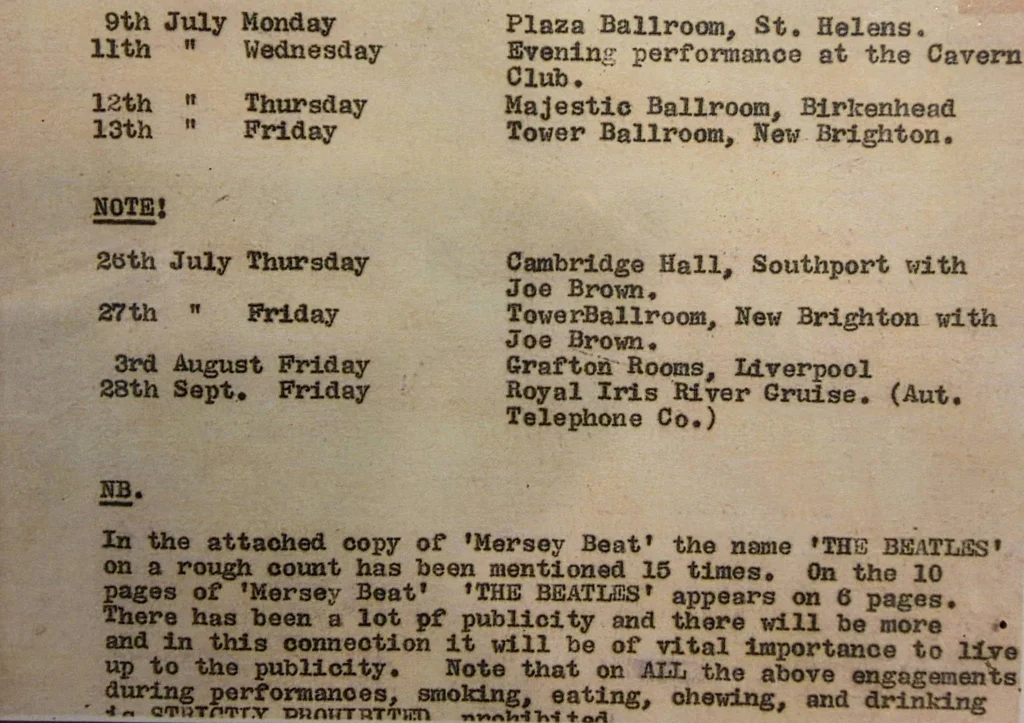 9th July Monday Plaza Ballroom, St. Helens.
11th " Wednesday Evening performance at the Cavern
Club.
12th " Thursday Majestic Ballroom, Birkenhead
13th " Friday Tower Ballroom, New Brighton.
NOTE!
26th July Thursday Cambridge Hall, Southport with
Joe Brown.
27th " Friday TowerBallroom, New Brighton with
Joe Brown.
3rd August Friday Grafton Rooms, Liverpool
28th Sept. Friday Royal Iris River Cruise. (Aut.
Telephone Co.)
NB.
In the attached copy of 'Mersey Beat' the name 'THE BEATLES'
on a rough count has been mentioned 15 times. On the 10
pages of 'Mersey Beat' 'THE BEATLES' appears on 6 pages.
There has been a lot pf publicity and there will be more
and in this connection it will be of vital importance to live
up to the publicity. Note that on ALL the above engagements
during performances, smoking, eating, chewing, and drinking
is STRICTLY PROHIBITED prohibited